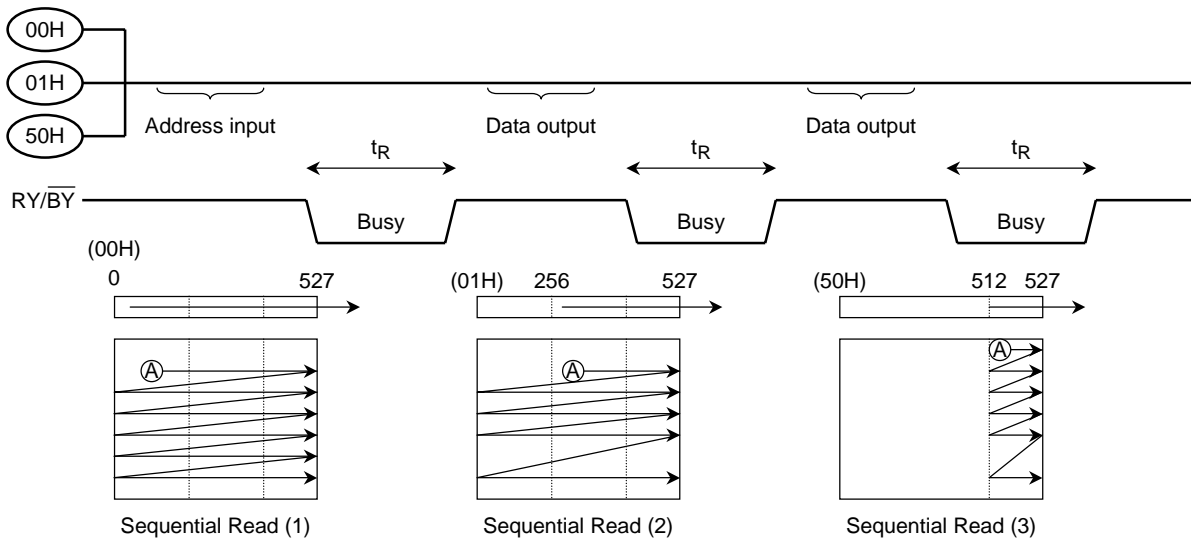 00H
01H
50H
Address input
Data output
Data output
tR
tR
tR
RY/BY
Busy
Busy
Busy
(00H)
0 527
(01H) 256 527
(50H) 512 527
A
A
A
Sequential Read (1)
Sequential Read (2)
Sequential Read (3)